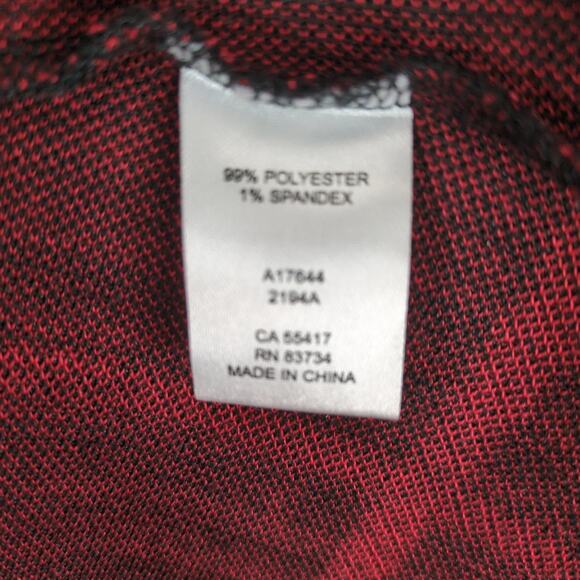 99% POLYESTER
1% SPANDEX
A17644
2194A
CA 55417
RN 83734
MADE IN CHINA